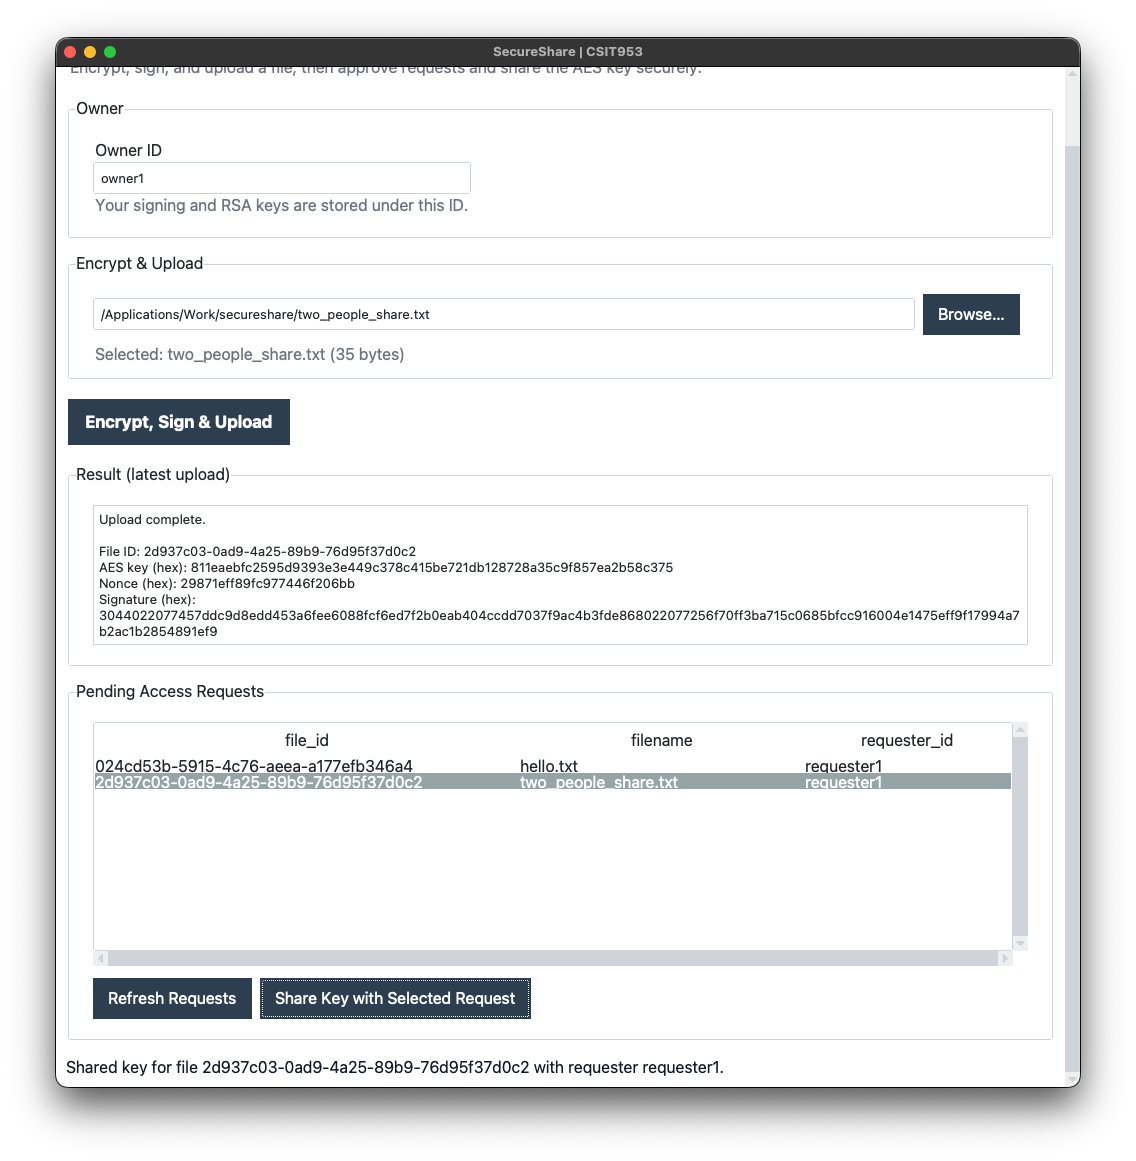 SecureShare | CSIT953
Encrypt, sign, and upload a file, then approve requests and share the AES key securely.
Owner
Owner ID
owner1
Your signing and RSA keys are stored under this ID.
Encrypt & Upload
/Applications/Work/secureshare/two_people_share.txt
Browse...
Selected: two_people_share.txt (35 bytes)
Encrypt, Sign & Upload
Result (latest upload)
Upload complete.
File ID: 2d937c03-0ad9-4a25-89b9-76d95f37d0c2
AES key (hex): 811eaebfc2595d9393e3e449c378c415be721db128728a35c9f857ea2b58c375
Nonce (hex): 29871eff89fc977446f206bb
Signature (hex):
3044022077457ddc9d8edd453a6fee6088fcf6ed7f2b0eab404ccdd7037f9ac4b3fde868022077256f70ff3ba715c0685bfcc916004e1475eff9f17994a7
b2ac1b2854891ef9
Pending Access Requests
file_id filename requester_id
024cd53b-5915-4c76-aeea-a177efb346a4 hello.txt requester1
2d937c03-0ad9-4a25-89b9-76d95f37d0c2 two_people_share.txt requester1
Refresh Requests Share Key with Selected Request
Shared key for file 2d937c03-0ad9-4a25-89b9-76d95f37d0c2 with requester requester1.